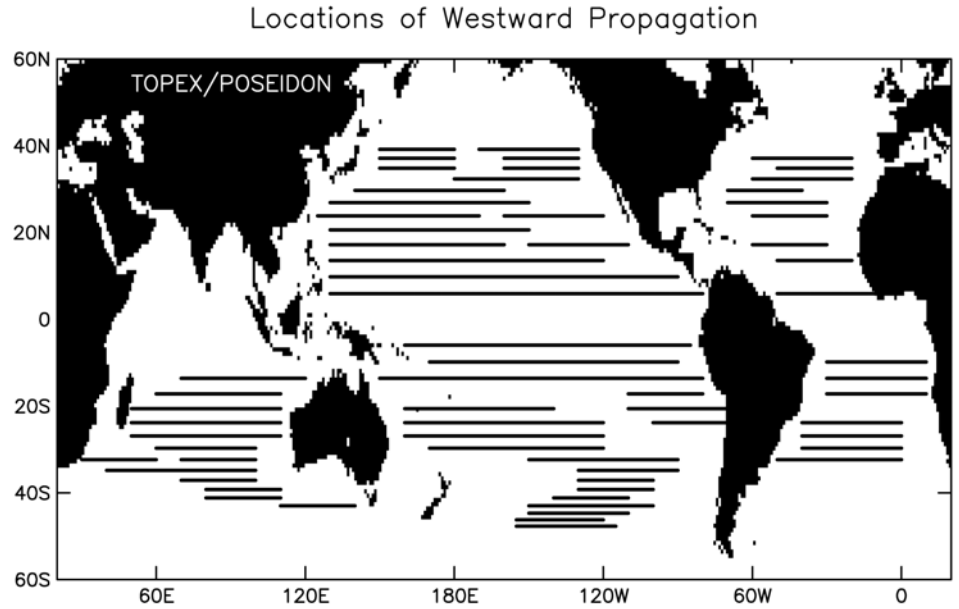 Locations of Westward Propagation
60N
TOPEX/POSEIDON
40N
20N
0
20S
40S
60S
60E 120E 180E 120W 60W 0